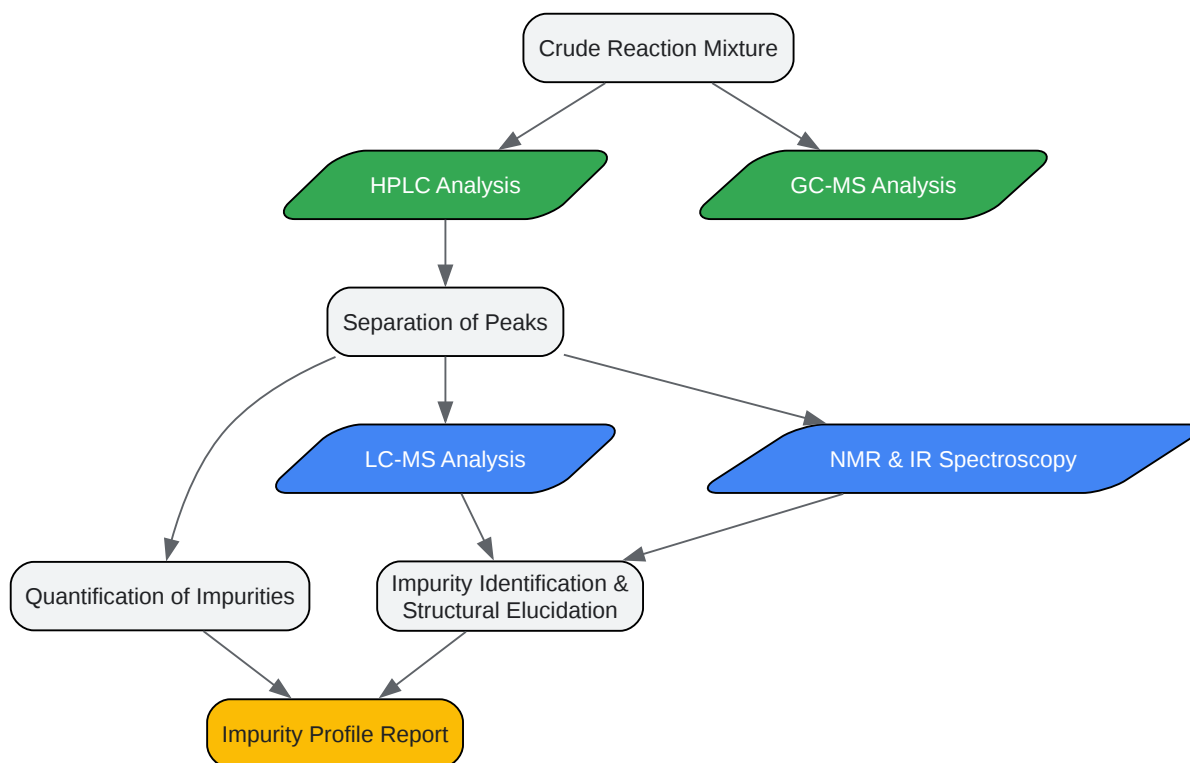 Crude Reaction Mixture
HPLC Analysis
GC-MS Analysis
Separation of Peaks
LC-MS Analysis
NMR & IR Spectroscopy
Quantification of Impurities
Impurity Identification &
Structural Elucidation
Impurity Profile Report